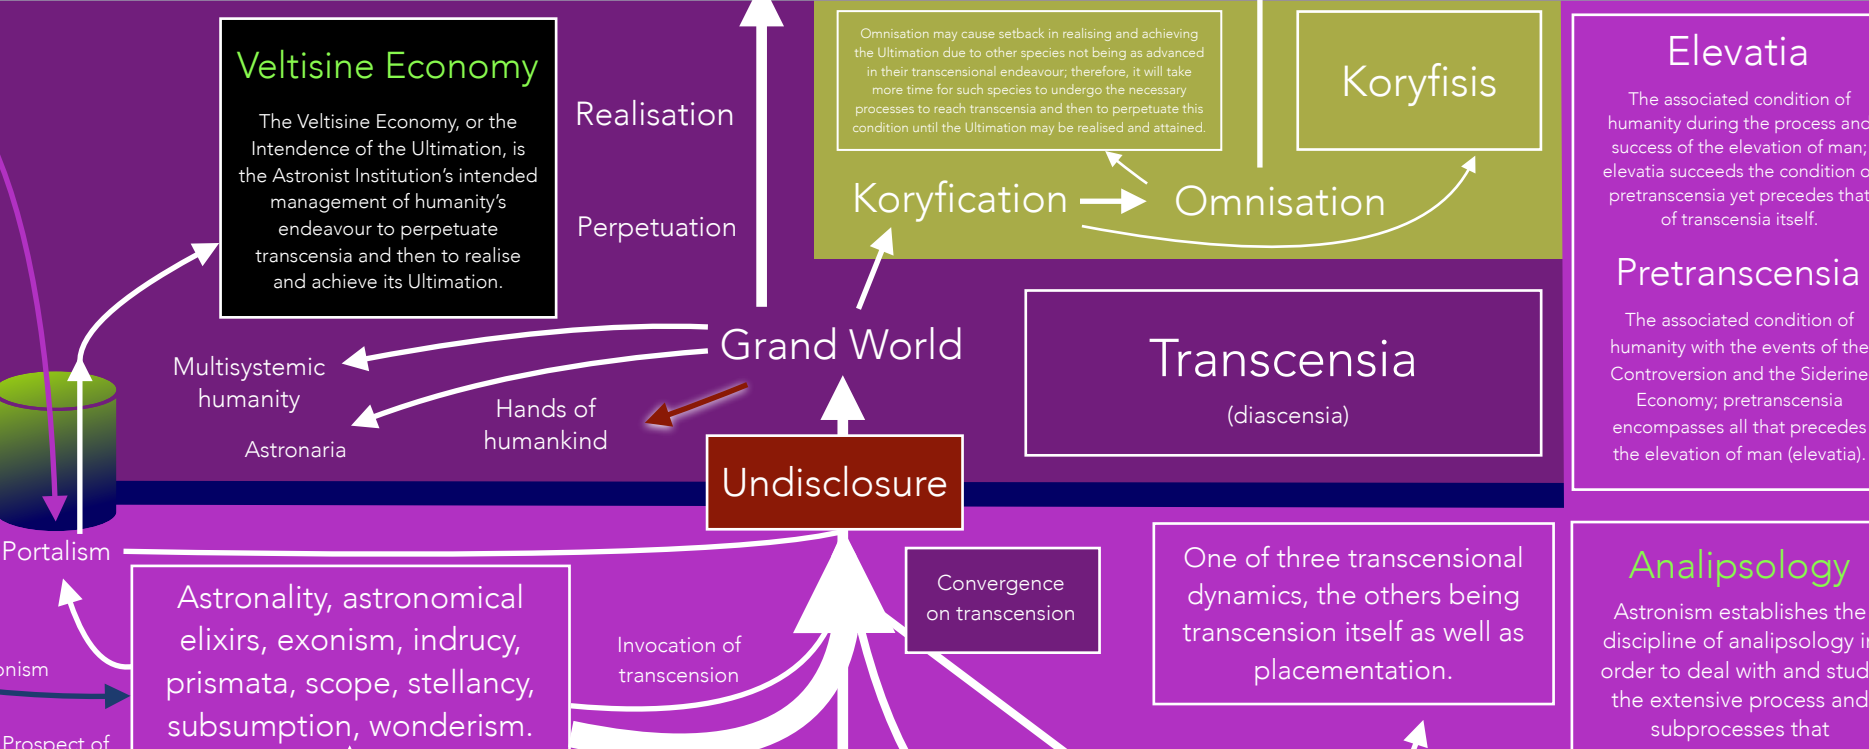 Veltisine Economy
The Veltisine Economy, or the
Intendence of the Ultimation, is
the Astronist Institution's intended
management of humanity's
endeavour to perpetuate
transcensia and then to realise
and achieve its Ultimation.
Realisation
Perpetuation
Omnisation may cause setback in realising and achieving
the Ultimation due to other species not being as advanced
in their transcensional endeavour; therefore, it will take
more time for such species to undergo the necessary
processes to reach transcensia and then to perpetuate this
condition until the Ultimation may be realised and attained.
Koryfisis
Koryfication
Omnisation
Elevatia
The associated condition of
humanity during the process and
success of the elevation of man;
elevatia succeeds the condition o
pretranscensia yet precedes that
of transcensia itself.
Pretranscensia
The associated condition of
humanity with the events of the
Controversion and the Siderine
Economy; pretranscensia
encompasses all that precedes
the elevation of man (elevatia).
Grand World
Multisystemic
humanity
Astronaria
Hands of
humankind
Transcensia
(diascensia)
Undisclosure
Portalism
Astronality, astronomical
elixirs, exonism, indrucy,
prismata, scope, stellancy,
subsumption, wonderism.
onism
Prospect of
Invocation of
transcension
Convergence
on transcension
One of three transcensional
dynamics, the others being
transcension itself as well as
placementation.
Analipsology
Astronism establishes the
discipline of analipsology in
order to deal with and stud
the extensive process and
subprocesses that